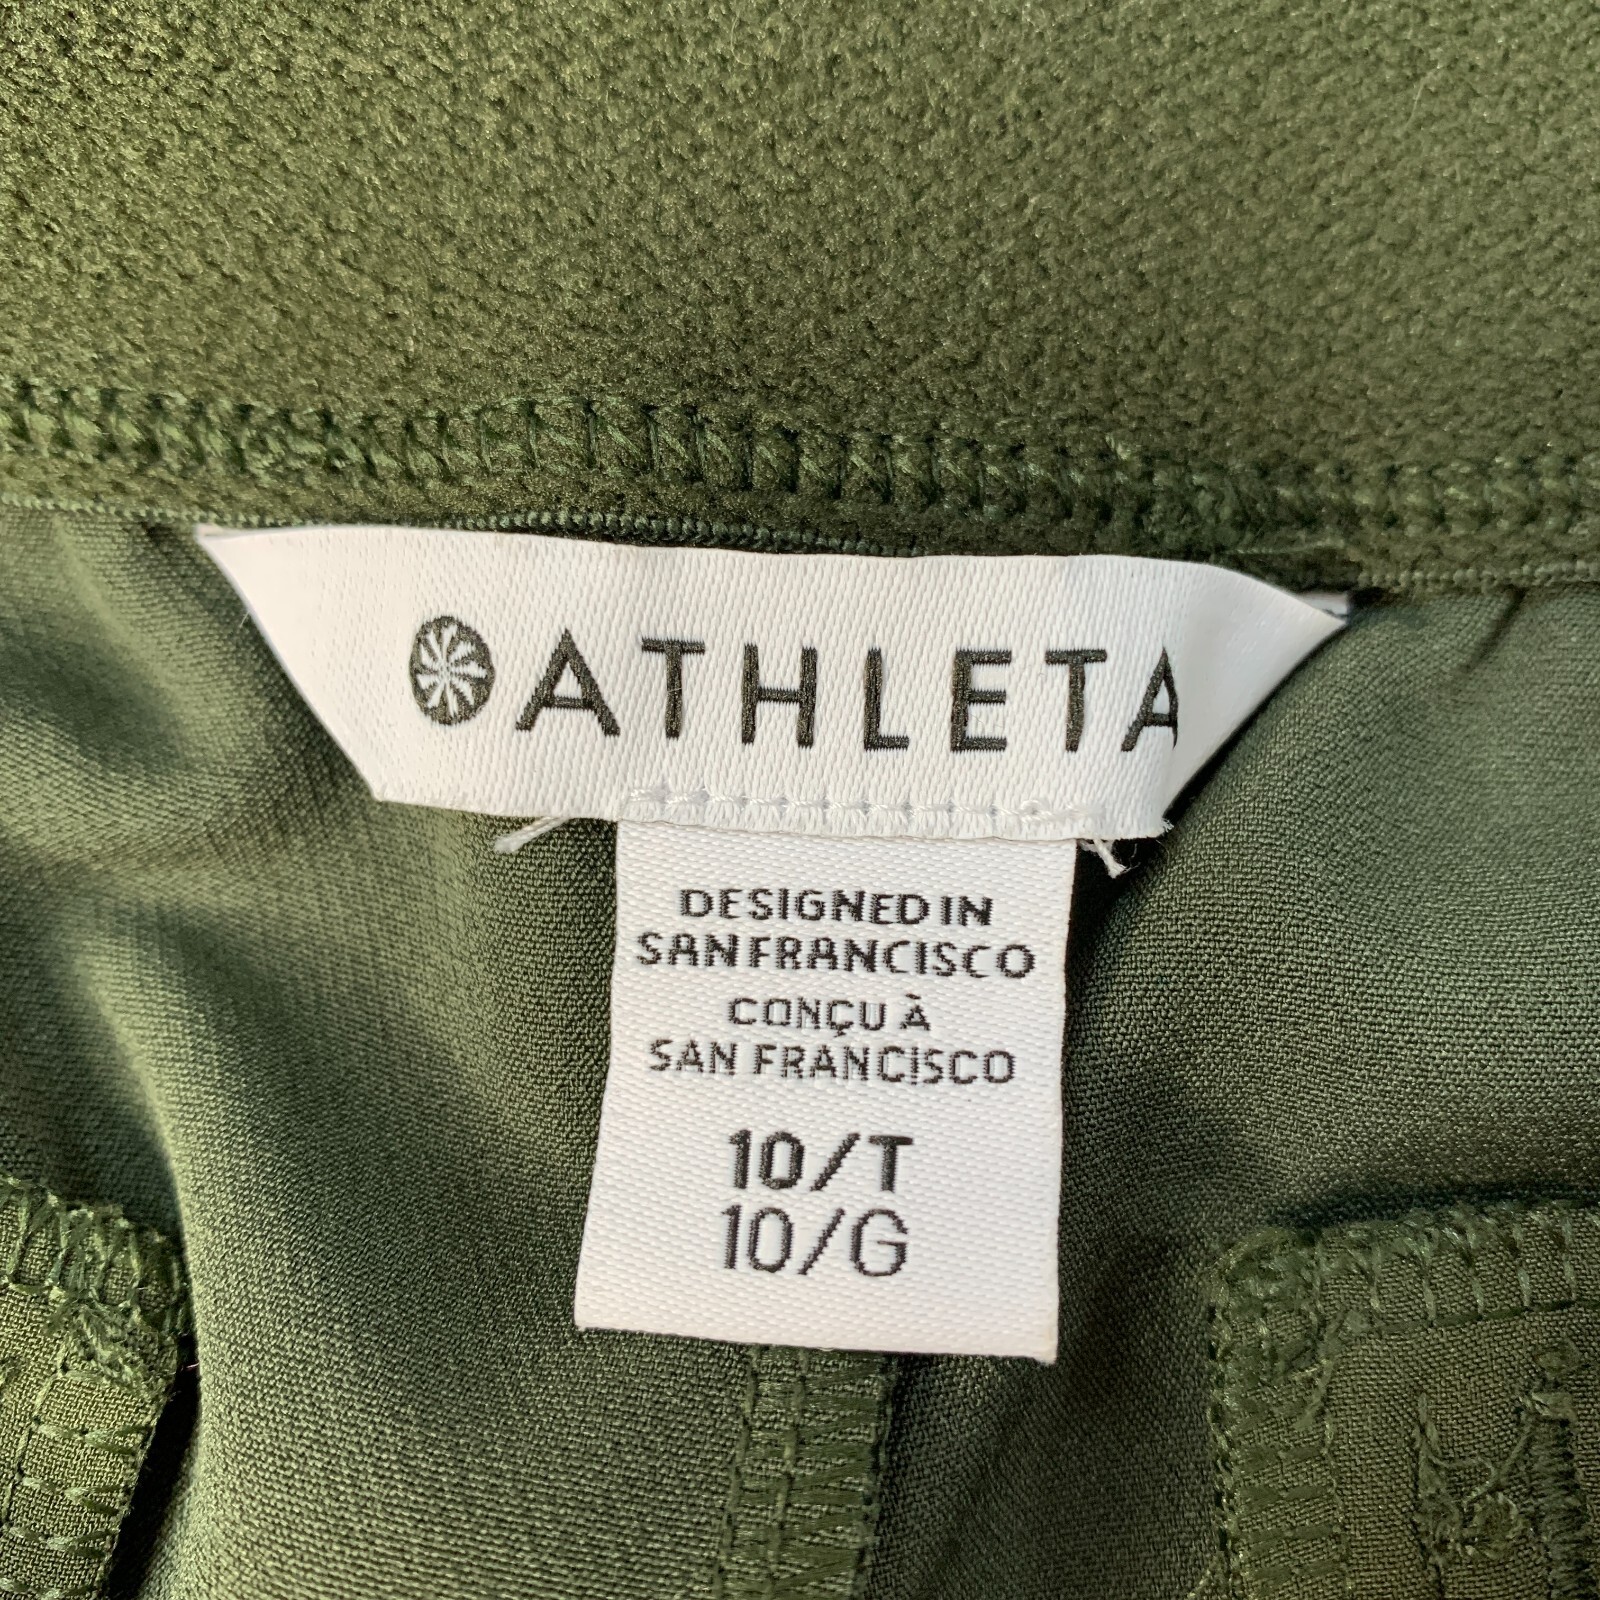 ATHLETA
DESIGNED IN
SAN FRANCISCO
CONÇU À
SAN FRANCISCO
10/T
10/G